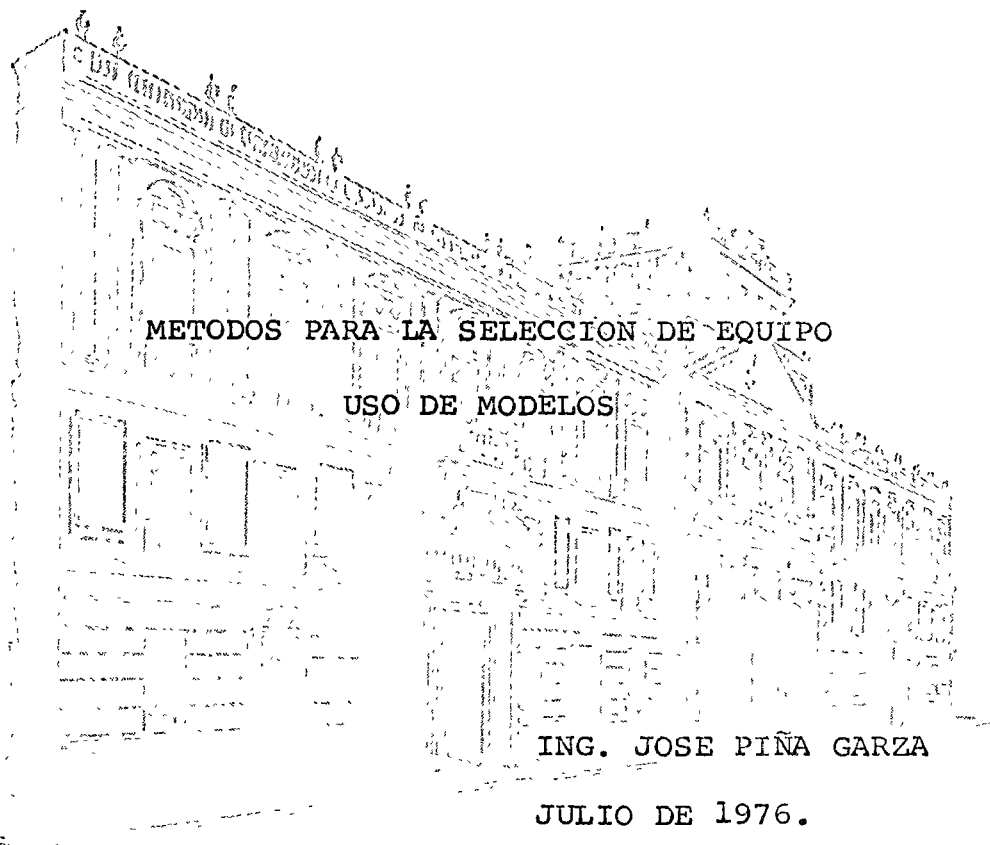 METODOS PARA LA SELECCION DE EQUIPO
USO DE MODELOS
ING. JOSE PIÑA GARZA
JULIO DE 1976.